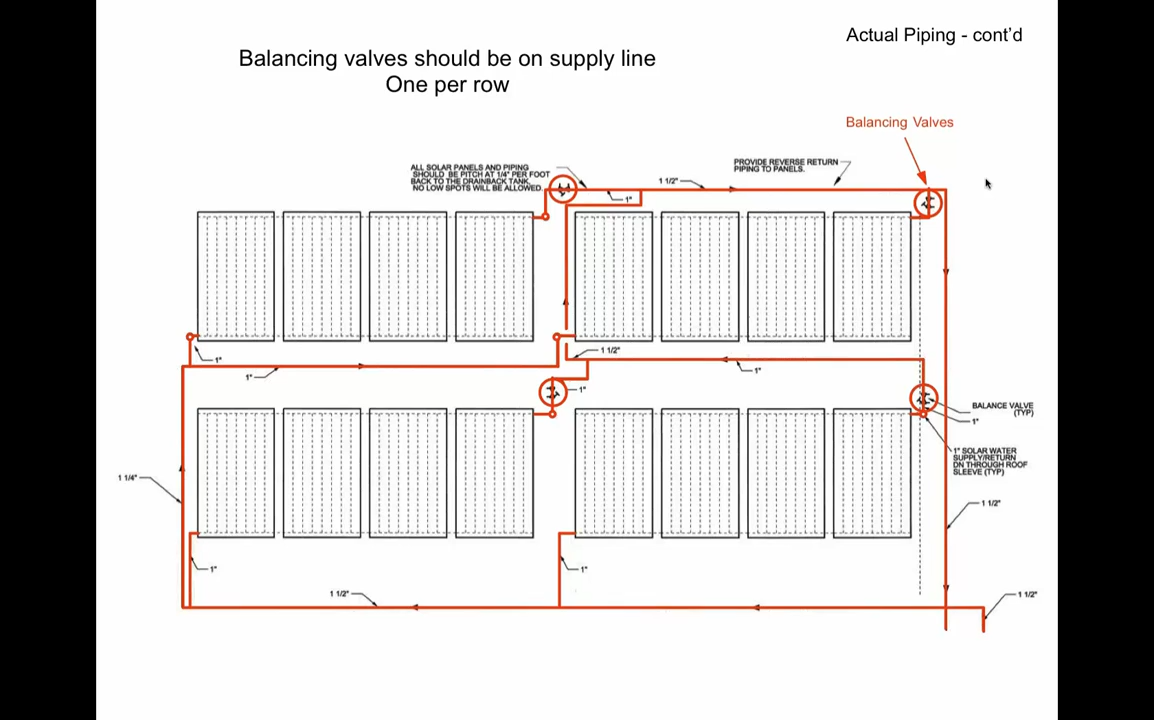 Actual Piping - cont'd
Balancing valves should be on supply line
One per row
Balancing Valves
ALL SOLAR PANELS AND PIPING
SHOULD BE PITCH AT 1/4" PER FOOT
BACK TO THE DRAINBACK TANK.
NO LOW SPOTS WILL BE ALLOWED.
PROVIDE REVERSE RETURN
PIPING TO PANELS.
1 1/2"
1"
1"
1"
1 1/2"
1"
1"
BALANCE VALVE
(TYP)
1"
1" SOLAR WATER
SUPPLY/RETURN
DN THROUGH ROOF
SLEEVE (TYP)
1 1/4"
1 1/2"
1"
1"
1 1/2"
1 1/2"